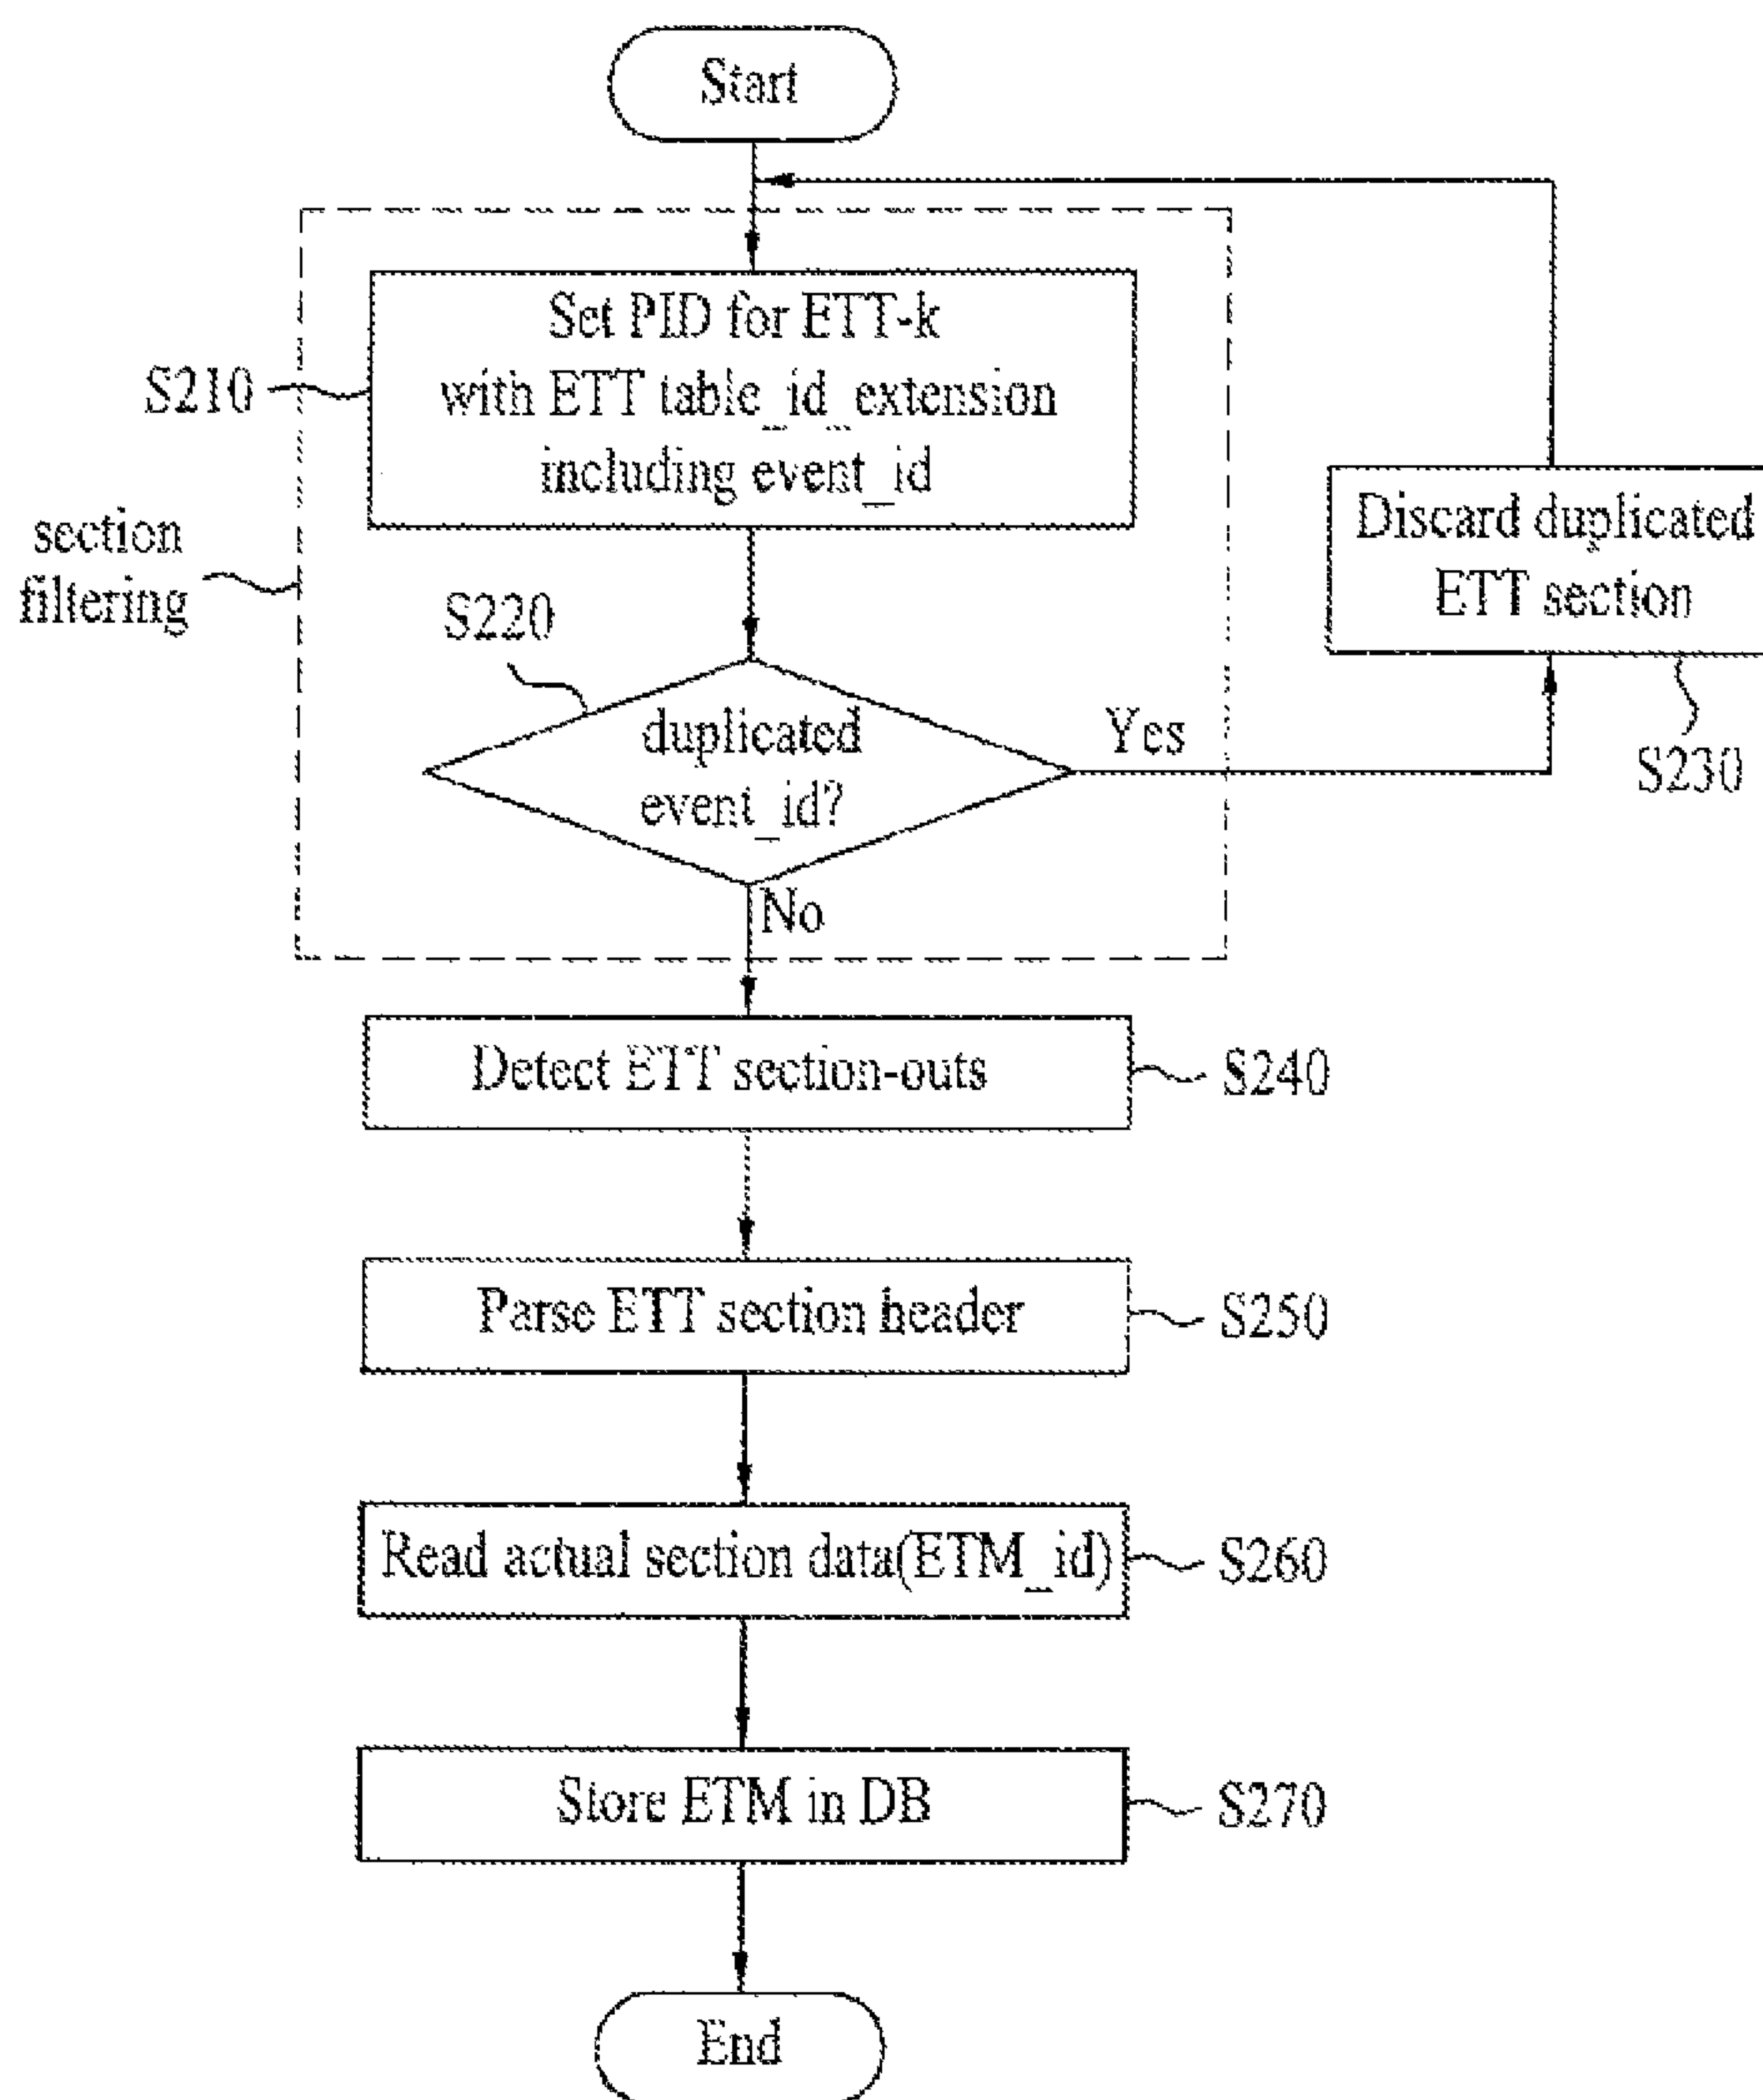 Start
Set PID for ETT-k
with ETT table_id_extension
including event_id
S210
section
filtering
S220
duplicated
event_id?
Yes
No
Discard duplicated
ETT section
S230
Detect ETT section-outs
S240
Parse ETT section header
S250
Read actual section data(ETM_id)
S260
Store ETM in DB
S270
End